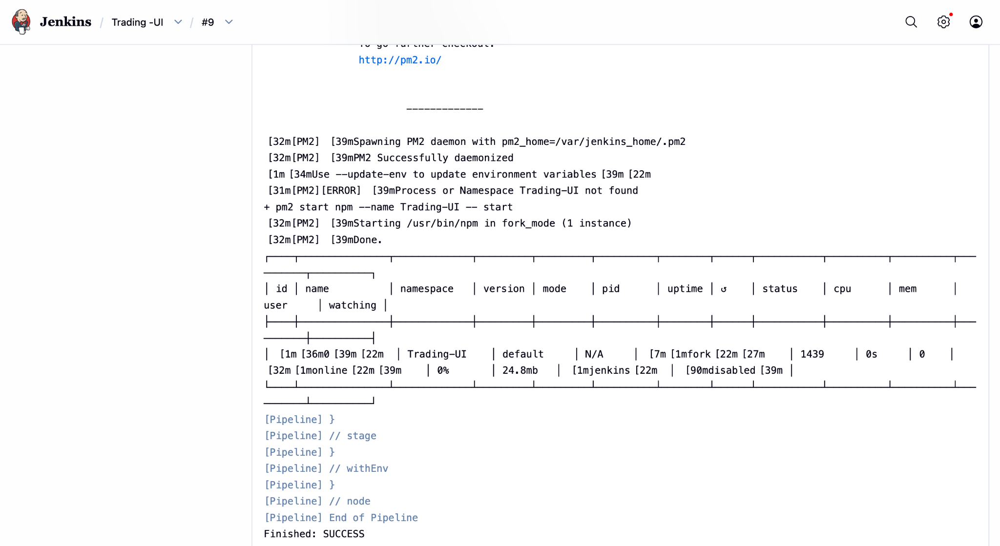 Jenkins / Trading -UI / #9
To go further checkout:
http://pm2.io/
-------------
[32m[PM2] [39mSpawning PM2 daemon with pm2_home=/var/jenkins_home/.pm2
[32m[PM2] [39mPM2 Successfully daemonized
[1m [34mUse --update-env to update environment variables [39m [22m
[31m[PM2][ERROR] [39mProcess or Namespace Trading-UI not found
+ pm2 start npm --name Trading-UI -- start
[32m[PM2] [39mStarting /usr/bin/npm in fork_mode (1 instance)
[32m[PM2] [39mDone.
│ id │ name │ namespace │ version │ mode │ pid │ uptime │ ↺ │ status │ cpu │ mem │
user │ watching │
│ [1m [36m0 [39m [22m │ Trading-UI │ default │ N/A │ [7m [1mfork [22m [27m │ 1439 │ 0s │ 0 │
[32m [1monline [22m [39m │ 0% │ 24.8mb │ [1mjenkins [22m │ [90mdisabled [39m │
[Pipeline] }
[Pipeline] // stage
[Pipeline] }
[Pipeline] // withEnv
[Pipeline] }
[Pipeline] // node
[Pipeline] End of Pipeline
Finished: SUCCESS